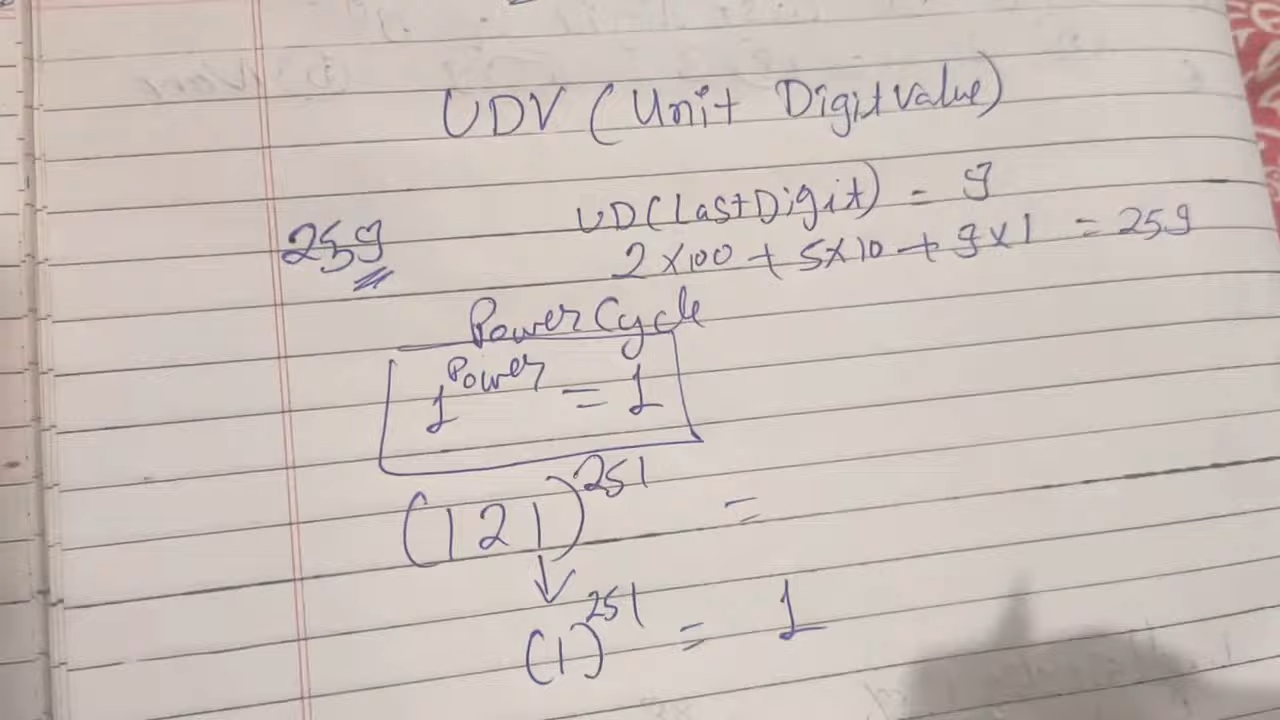 UDV (Unit Digit Value)
259
UD(Last Digit) = 9
2 × 100 + 5 × 10 + 9 × 1 = 259
Power Cycle
1^Power = 1
(121)^251 =
↓
(1)^251 = 1